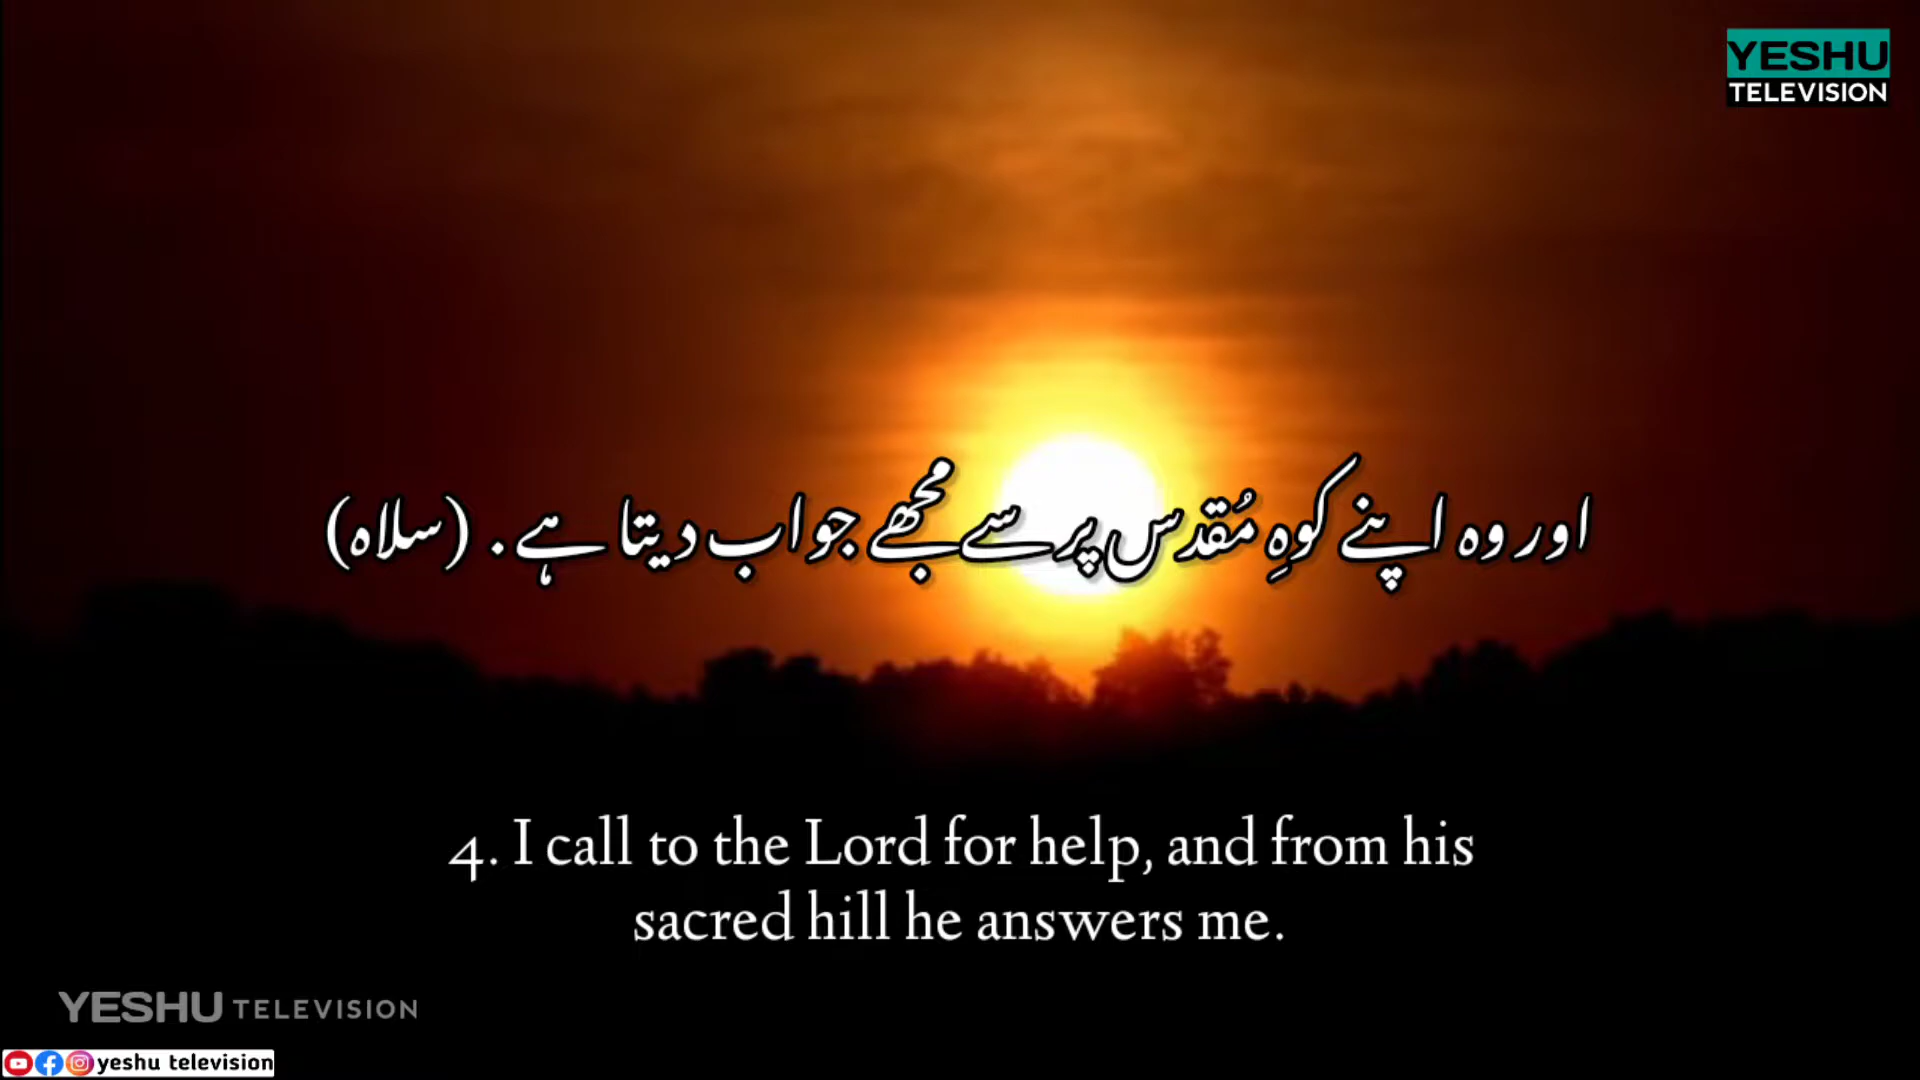 YESHU
TELEVISION
اور وہ اپنے کوہِ مُقدس پر سے مجھے جواب دیتا ہے . (سلاہ)
4. I call to the Lord for help, and from his
sacred hill he answers me.
YESHU TELEVISION
yeshu television